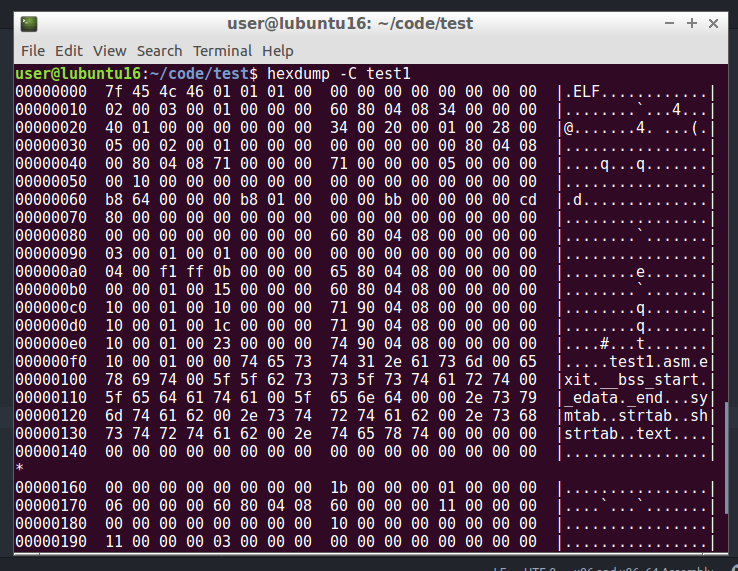 user@lubuntu16: ~/code/test
File Edit View Search Terminal Help
user@lubuntu16:~/code/test$ hexdump -C test1
00000000  7f 45 4c 46 01 01 01 00  00 00 00 00 00 00 00 00  |.ELF............|
00000010  02 00 03 00 01 00 00 00  60 80 04 08 34 00 00 00  |........`...4...|
00000020  40 01 00 00 00 00 00 00  34 00 20 00 01 00 28 00  |@.......4. ...(.|
00000030  05 00 02 00 01 00 00 00  00 00 00 00 00 80 04 08  |................|
00000040  00 80 04 08 71 00 00 00  71 00 00 00 05 00 00 00  |....q...q.......|
00000050  00 10 00 00 00 00 00 00  00 00 00 00 00 00 00 00  |................|
00000060  b8 64 00 00 00 b8 01 00  00 00 bb 00 00 00 00 cd  |.d..............|
00000070  80 00 00 00 00 00 00 00  00 00 00 00 00 00 00 00  |................|
00000080  00 00 00 00 00 00 00 00  60 80 04 08 00 00 00 00  |........`.......|
00000090  03 00 01 00 01 00 00 00  00 00 00 00 00 00 00 00  |................|
000000a0  04 00 f1 ff 0b 00 00 00  65 80 04 08 00 00 00 00  |........e.......|
000000b0  00 00 01 00 15 00 00 00  60 80 04 08 00 00 00 00  |........`.......|
000000c0  10 00 01 00 10 00 00 00  71 90 04 08 00 00 00 00  |........q.......|
000000d0  10 00 01 00 1c 00 00 00  71 90 04 08 00 00 00 00  |........q.......|
000000e0  10 00 01 00 23 00 00 00  74 90 04 08 00 00 00 00  |....#...t.......|
000000f0  10 00 01 00 00 74 65 73  74 31 2e 61 73 6d 00 65  |.....test1.asm.e|
00000100  78 69 74 00 5f 5f 62 73  73 5f 73 74 61 72 74 00  |xit.__bss_start.|
00000110  5f 65 64 61 74 61 00 5f  65 6e 64 00 00 2e 73 79  |_edata._end...sy|
00000120  6d 74 61 62 00 2e 73 74  72 74 61 62 00 2e 73 68  |mtab..strtab..sh|
00000130  73 74 72 74 61 62 00 2e  74 65 78 74 00 00 00 00  |strtab..text....|
00000140  00 00 00 00 00 00 00 00  00 00 00 00 00 00 00 00  |................|
*
00000160  00 00 00 00 00 00 00 00  1b 00 00 00 01 00 00 00  |................|
00000170  06 00 00 00 60 80 04 08  60 00 00 00 11 00 00 00  |....`...`.......|
00000180  00 00 00 00 00 00 00 00  10 00 00 00 00 00 00 00  |................|
00000190  11 00 00 00 03 00 00 00  00 00 00 00 00 00 00 00  |................|